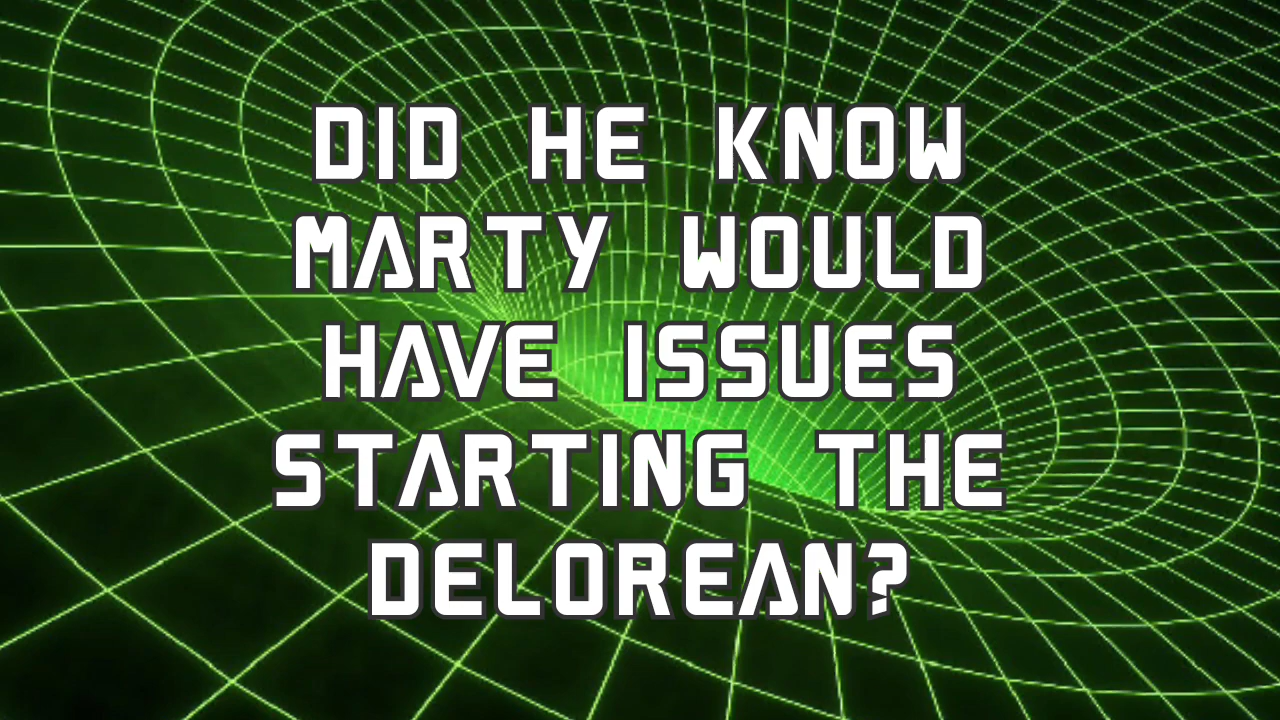 DID HE KNOW
MARTY WOULD
HAVE ISSUES
STARTING THE
DELOREAN?